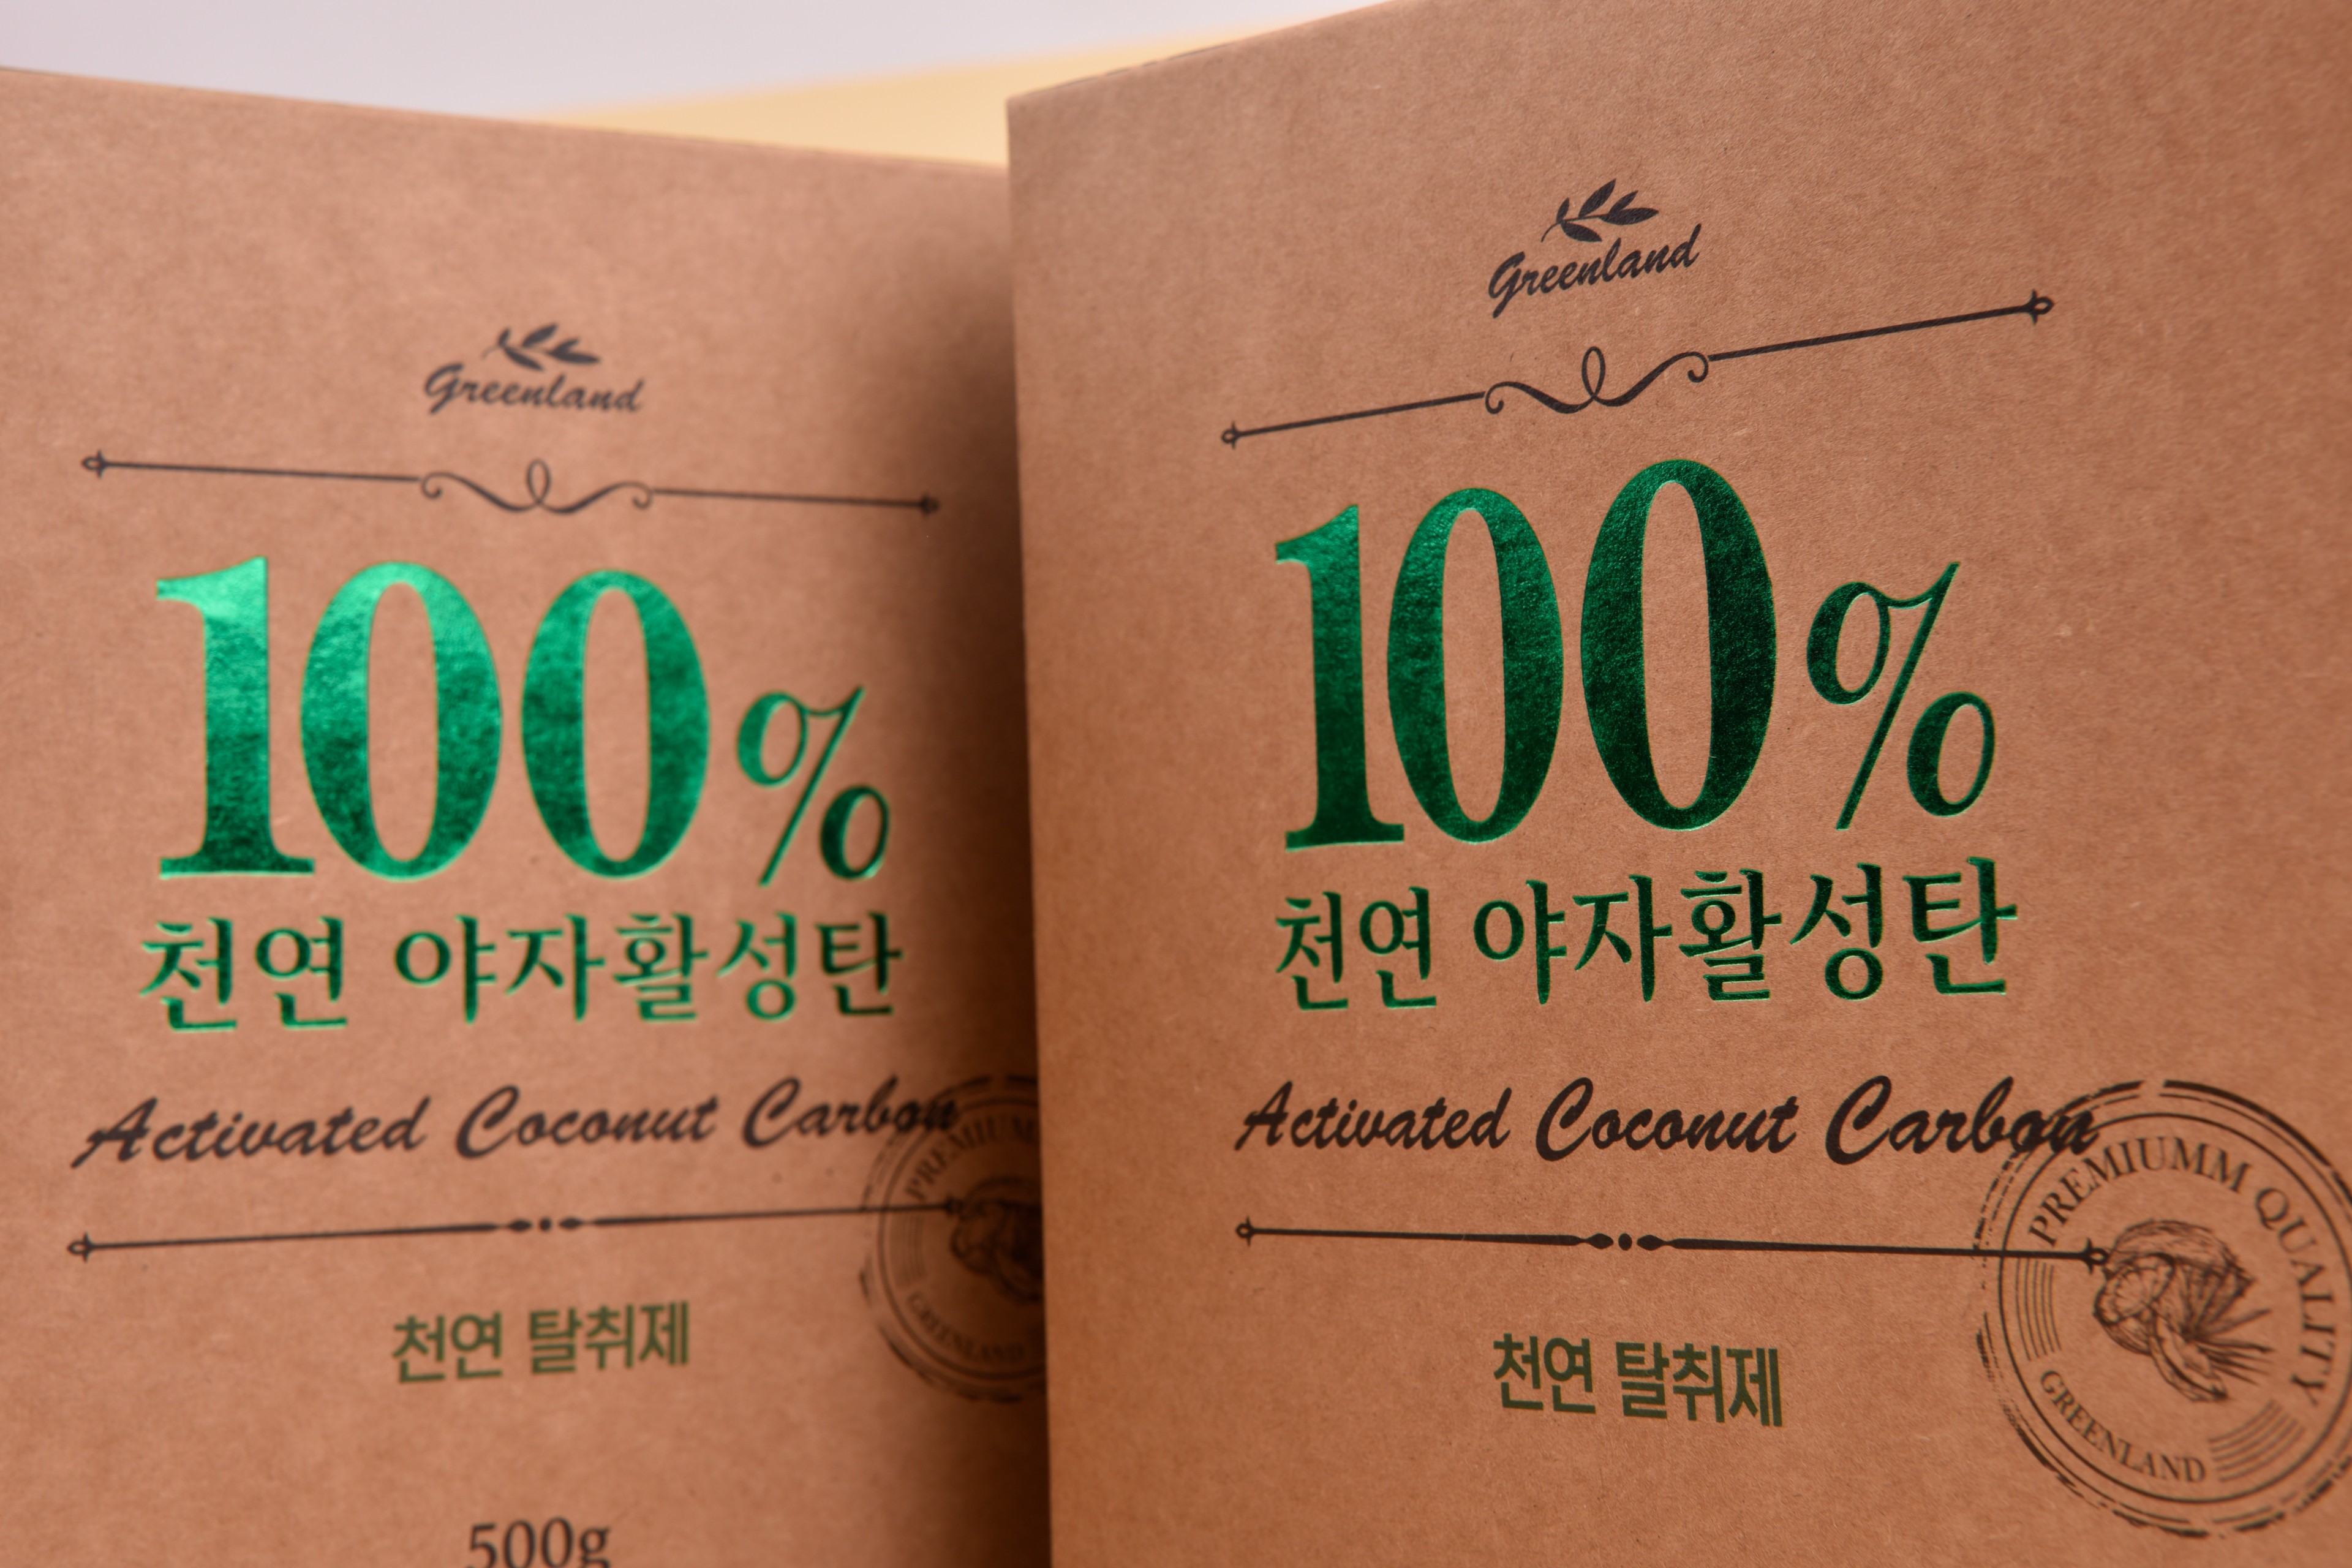 Greenland
100%
천연 야자활성탄
Activated Coconut Carbon
PREMIUM
GREENLAND
천연 탈취제
500g
Greenland
100%
천연 야자활성탄
Activated Coconut Carbon
PREMIUMM QUALITY
GREENLAND
천연 탈취제